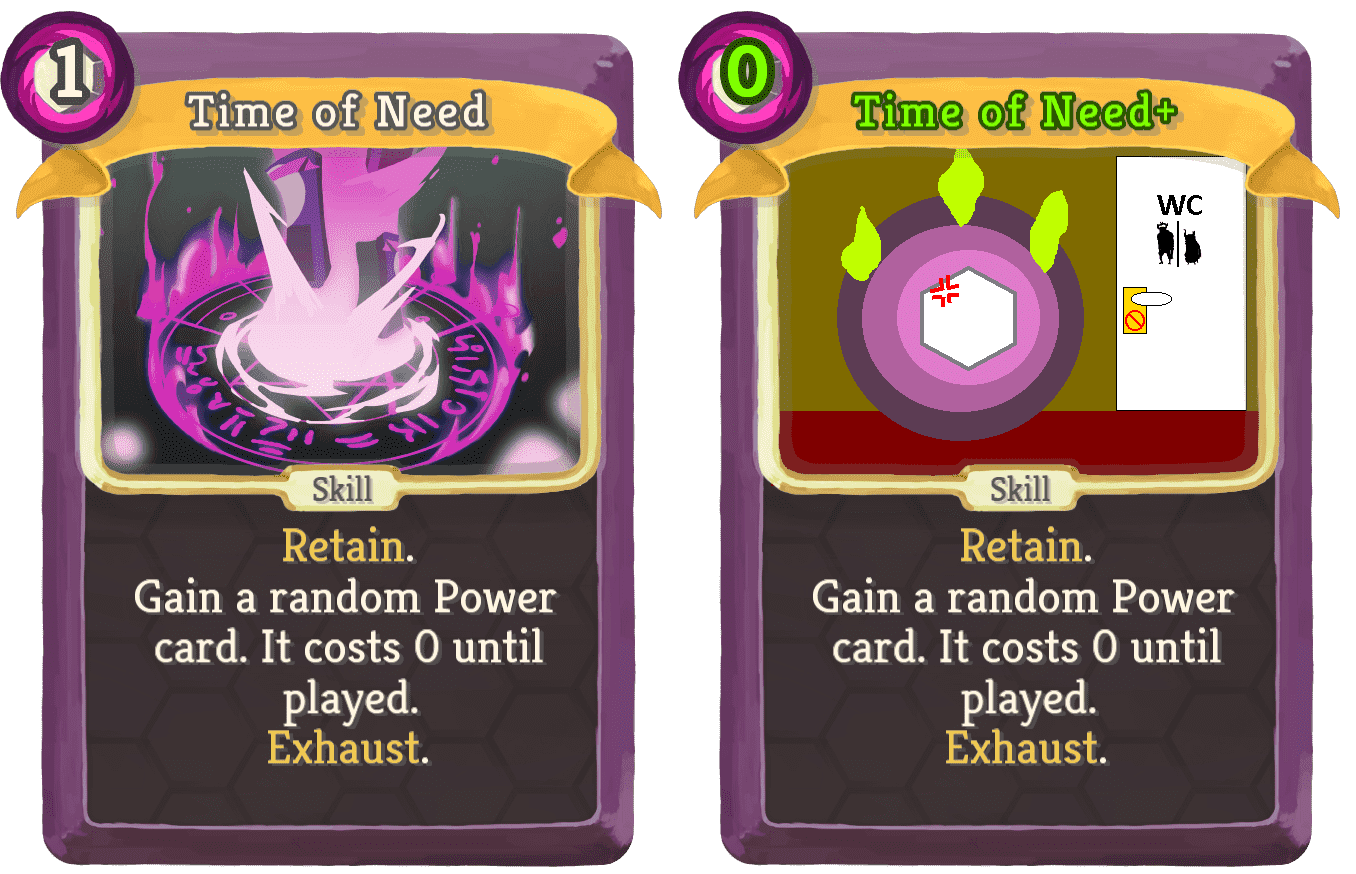 1
Time of Need
Skill
Retain.
Gain a random Power
card. It costs 0 until
played.
Exhaust.
0
Time of Need+
WC
Skill
Retain.
Gain a random Power
card. It costs 0 until
played.
Exhaust.